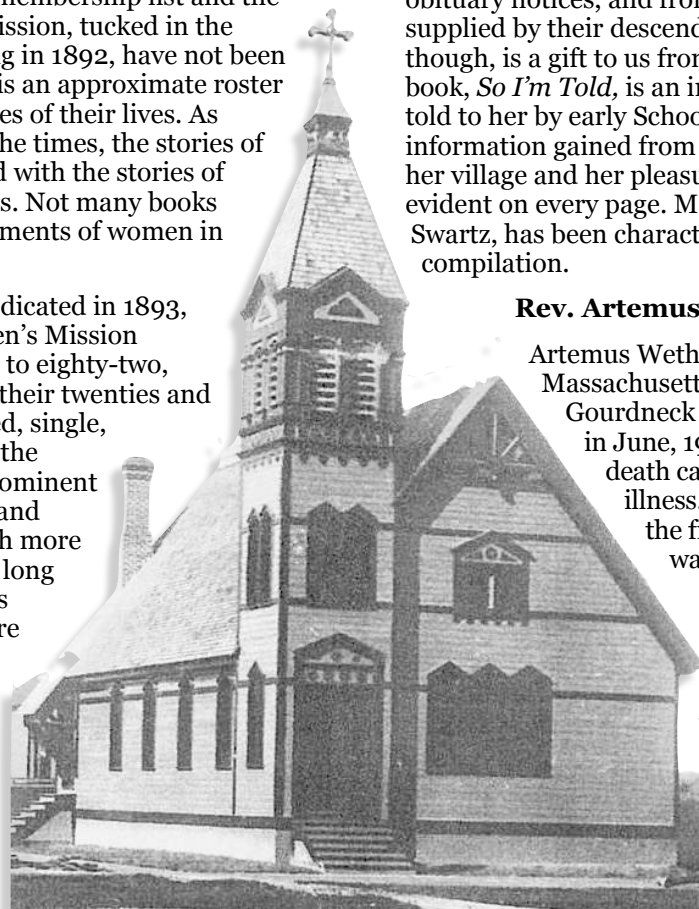 membership list and the
ission, tucked in the
g in 1892, have not been
is an approximate roster
es of their lives. As
he times, the stories of
d with the stories of
s. Not many books
ments of women in
dicated in 1893,
en’s Mission
to eighty-two,
their twenties and
ed, single,
the
ominent
and
h more
long
s
re
obituary notices, and from
supplied by their descend
though, is a gift to us from
book, So I’m Told, is an in
told to her by early Schoo
information gained from
her village and her pleasu
evident on every page. M
Swartz, has been charact
compilation.
Rev. Artemus
Artemus Weth
Massachusett
Gourdneck
in June, 19
death ca
illness.
the fi
wa